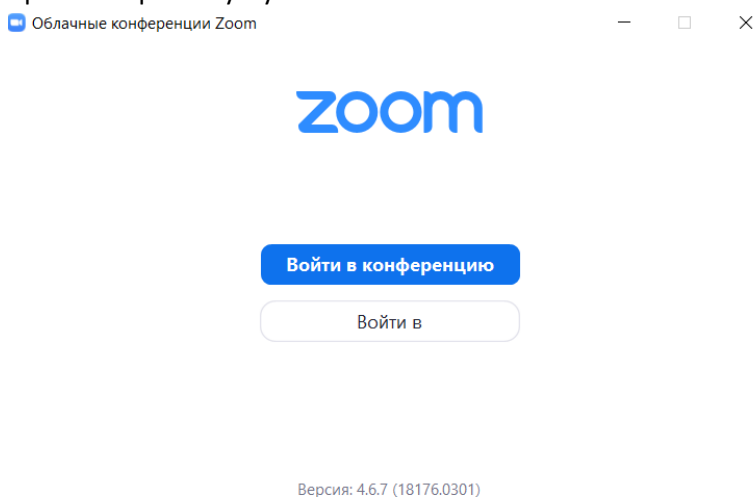 Облачные конференции Zoom
zoom
Войти в конференцию
Войти в
Версия: 4.6.7 (18176.0301)